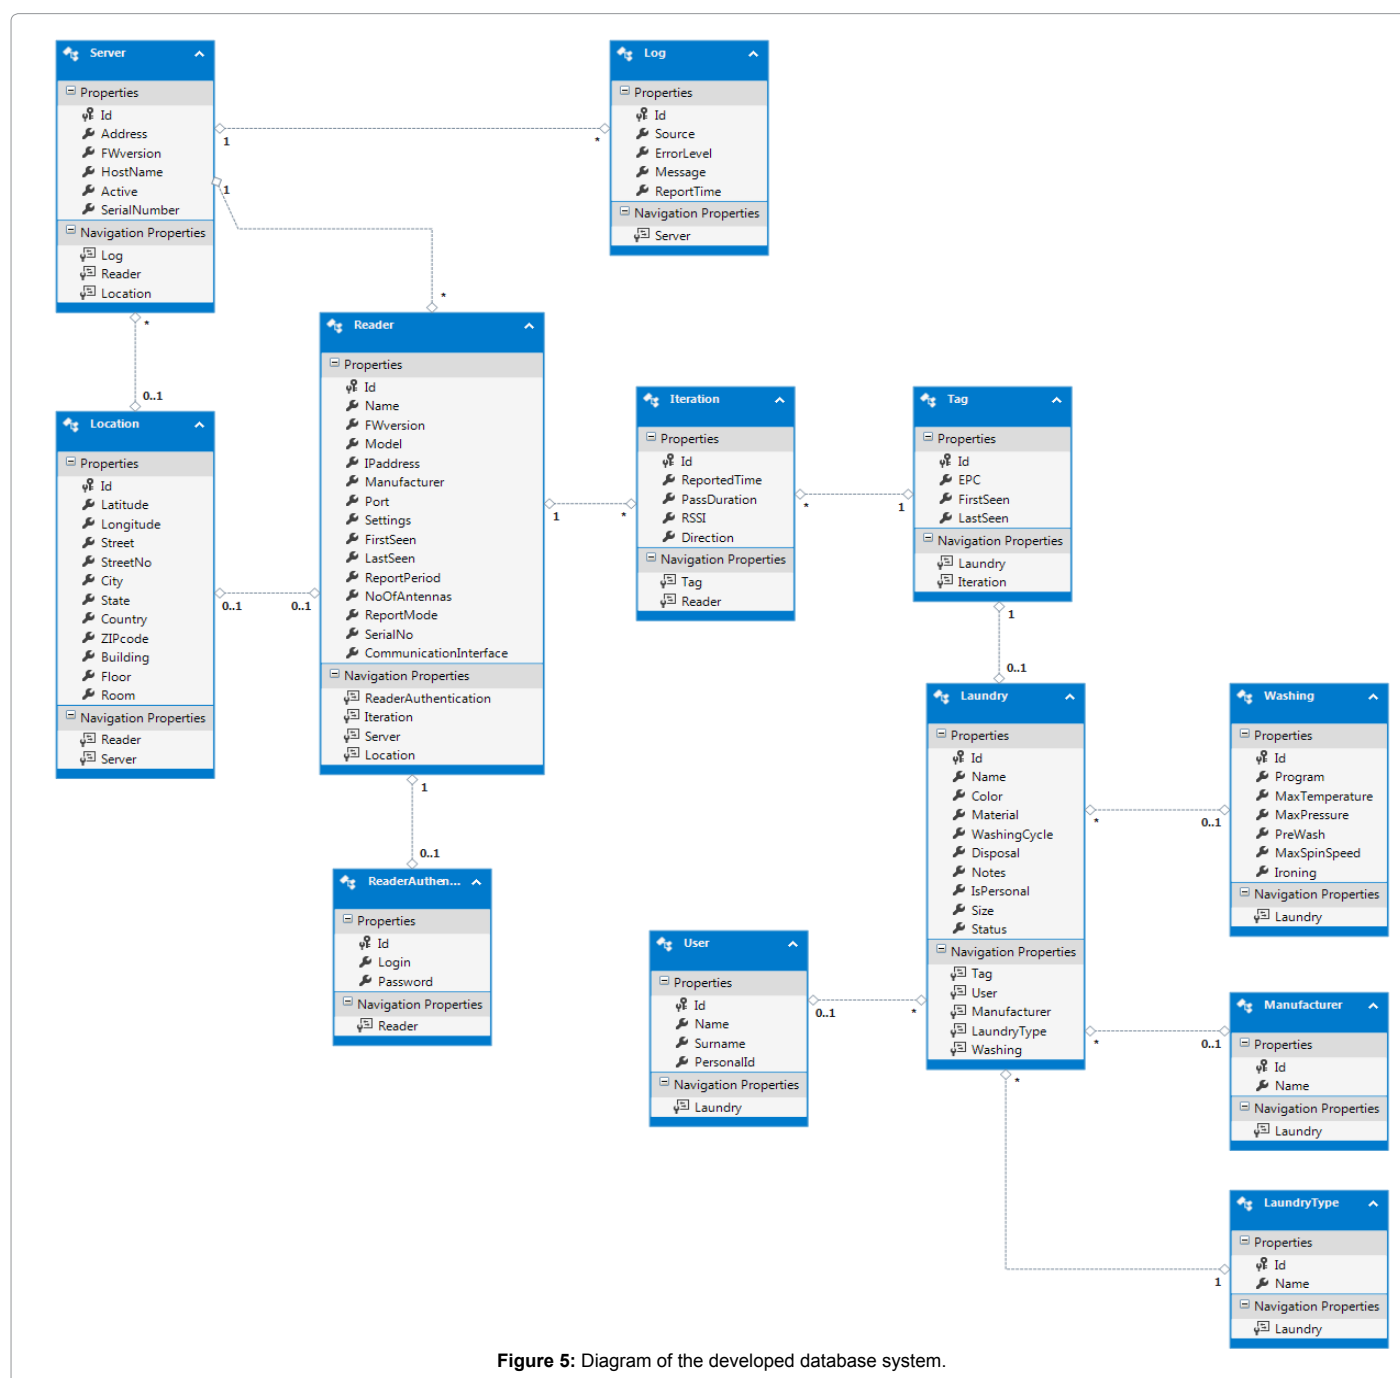 Server
Properties
Id
Address
FWversion
HostName
Active
SerialNumber
Navigation Properties
Log
Reader
Location
1
*
1
*
*
0..1
Log
Properties
Id
Source
ErrorLevel
Message
ReportTime
Navigation Properties
Server
Location
Properties
Id
Latitude
Longitude
Street
StreetNo
City
State
Country
ZIPcode
Building
Floor
Room
Navigation Properties
Reader
Server
0..1
0..1
Reader
Properties
Id
Name
FWversion
Model
IPaddress
Manufacturer
Port
Settings
FirstSeen
LastSeen
ReportPeriod
NoOfAntennas
ReportMode
SerialNo
CommunicationInterface
Navigation Properties
ReaderAuthentication
Iteration
Server
Location
1
*
1
0..1
Iteration
Properties
Id
ReportedTime
PassDuration
RSSI
Direction
Navigation Properties
Tag
Reader
*
1
Tag
Properties
Id
EPC
FirstSeen
LastSeen
Navigation Properties
Laundry
Iteration
1
0..1
ReaderAuthen...
Properties
Id
Login
Password
Navigation Properties
Reader
User
Properties
Id
Name
Surname
PersonalId
Navigation Properties
Laundry
0..1
*
Laundry
Properties
Id
Name
Color
Material
WashingCycle
Disposal
Notes
IsPersonal
Size
Status
Navigation Properties
Tag
User
Manufacturer
LaundryType
Washing
*
0..1
*
0..1
*
1
Washing
Properties
Id
Program
MaxTemperature
MaxPressure
PreWash
MaxSpinSpeed
Ironing
Navigation Properties
Laundry
Manufacturer
Properties
Id
Name
Navigation Properties
Laundry
LaundryType
Properties
Id
Name
Navigation Properties
Laundry
Figure 5: Diagram of the developed database system.